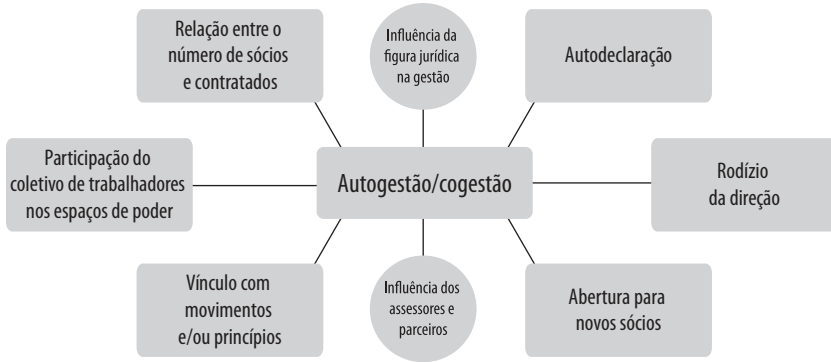 Relação entre o
número de sócios
e contratados
Influência da
figura jurídica
na gestão
Autodeclaração
Participação do
coletivo de trabalhadores
nos espaços de poder
Autogestão/cogestão
Rodízio
da direção
Vínculo com
movimentos
e/ou princípios
Influência dos
assessores e
parceiros
Abertura para
novos sócios